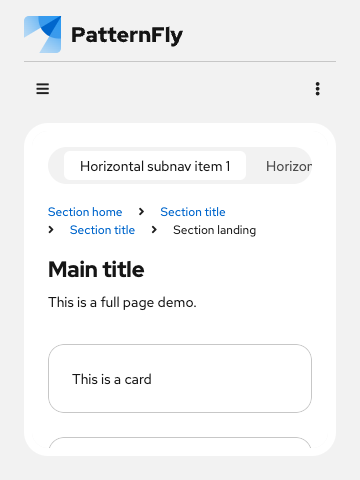 PatternFly
Horizontal subnav item 1
Section home Section title
Section title Section landing
Main title
This is a full page demo.
This is a card